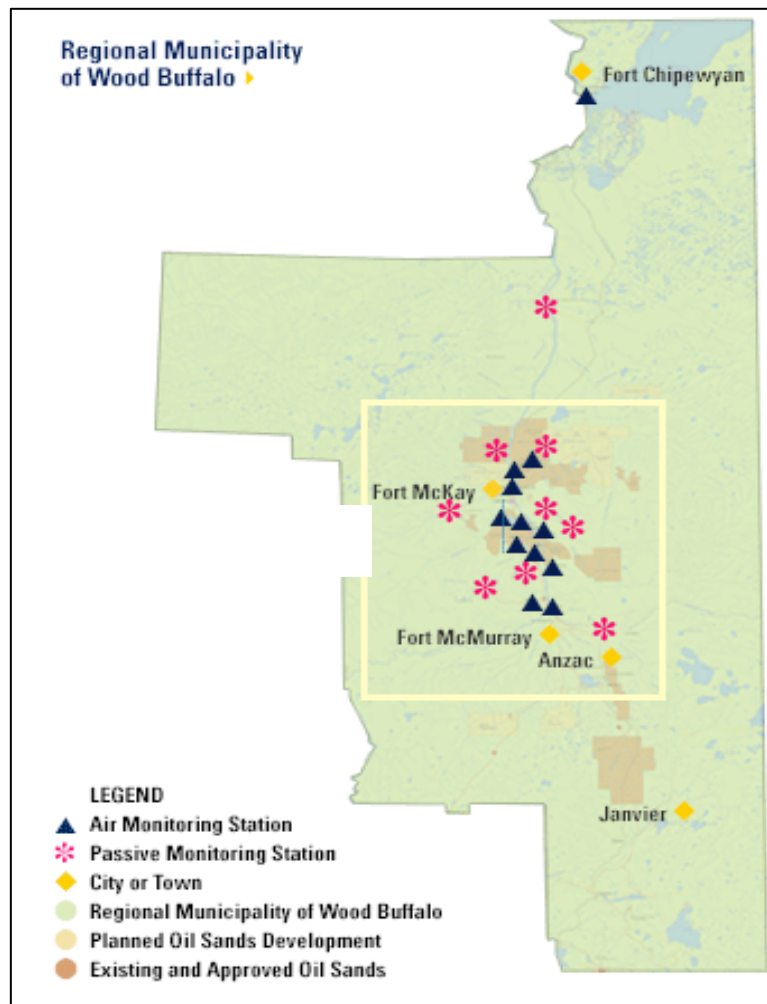 Regional Municipality
of Wood Buffalo
Fort Chipewyan
Fort McKay
Fort McMurray
Anzac
Janvier
LEGEND
Air Monitoring Station
Passive Monitoring Station
City or Town
Regional Municipality of Wood Buffalo
Planned Oil Sands Development
Existing and Approved Oil Sands